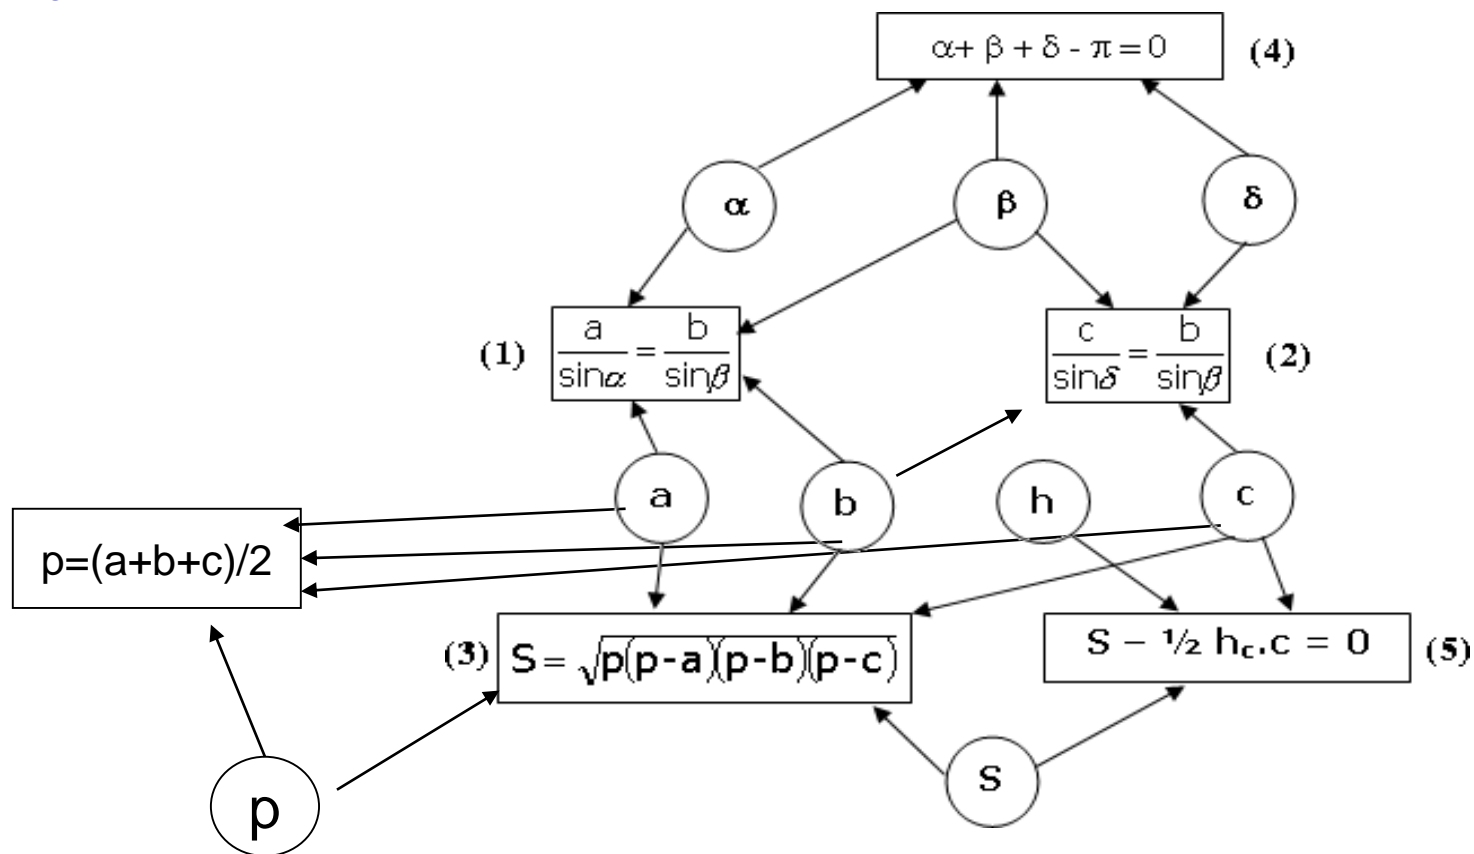 α+ β + δ - π = 0 (4)
α
β
δ
(1) a/sinα = b/sinβ
c/sinδ = b/sinβ (2)
a
b
h
c
p=(a+b+c)/2
(3) S = √p(p-a)(p-b)(p-c)
S – ½ hc.c = 0 (5)
p
S